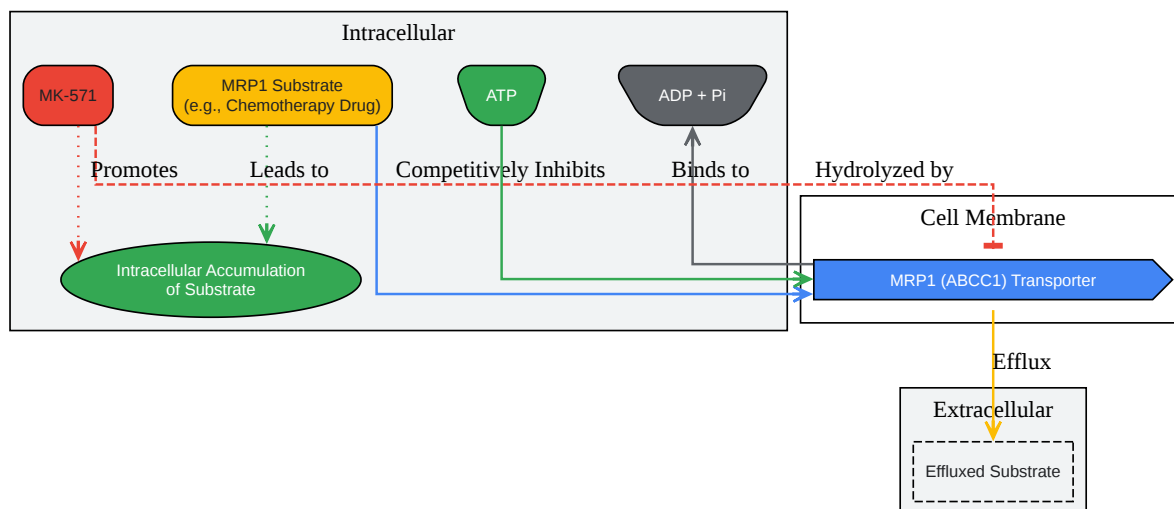 Intracellular
MK-571
MRP1 Substrate
(e.g., Chemotherapy Drug)
ATP
ADP + Pi
Promotes
Leads to
Competitively Inhibits
Binds to
Hydrolyzed by
Cell Membrane
Intracellular Accumulation
of Substrate
MRP1 (ABCC1) Transporter
Efflux
Extracellular
Effluxed Substrate